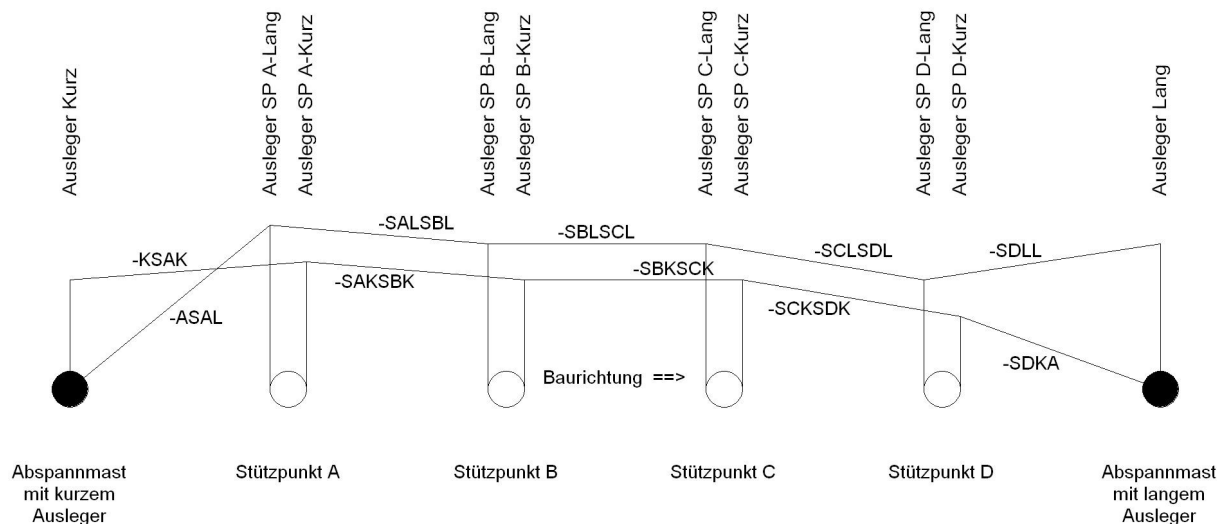 Ausleger Kurz
Ausleger SP A-Lang
Ausleger SP A-Kurz
Ausleger SP B-Lang
Ausleger SP B-Kurz
Ausleger SP C-Lang
Ausleger SP C-Kurz
Ausleger SP D-Lang
Ausleger SP D-Kurz
Ausleger Lang
-SALSBL
-SBLSCL
-SCLSDL
-SDLL
-KSAK
-SAKSBK
-SBKSCK
-SCKSDK
-ASAL
-SDKA
Baurichtung ==>
Abspannmast
mit kurzem
Ausleger
Stützpunkt A
Stützpunkt B
Stützpunkt C
Stützpunkt D
Abspannmast
mit langem
Ausleger